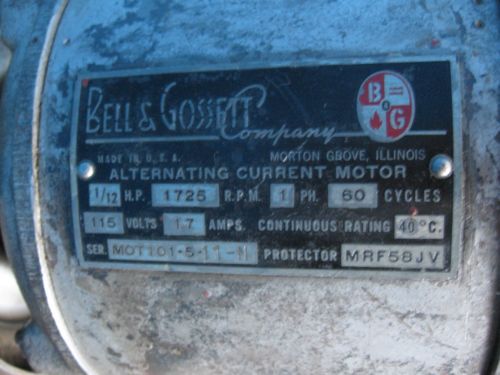 BELL & GOSSETT
Company
B & G
MADE IN U.S.A. MORTON GROVE, ILLINOIS
ALTERNATING CURRENT MOTOR
1/12 H.P. 1725 R.P.M. 1 PH. 60 CYCLES
115 VOLTS 1.7 AMPS. CONTINUOUS RATING 40°C.
SER. MOT101-5-11-N PROTECTOR MRF58JV